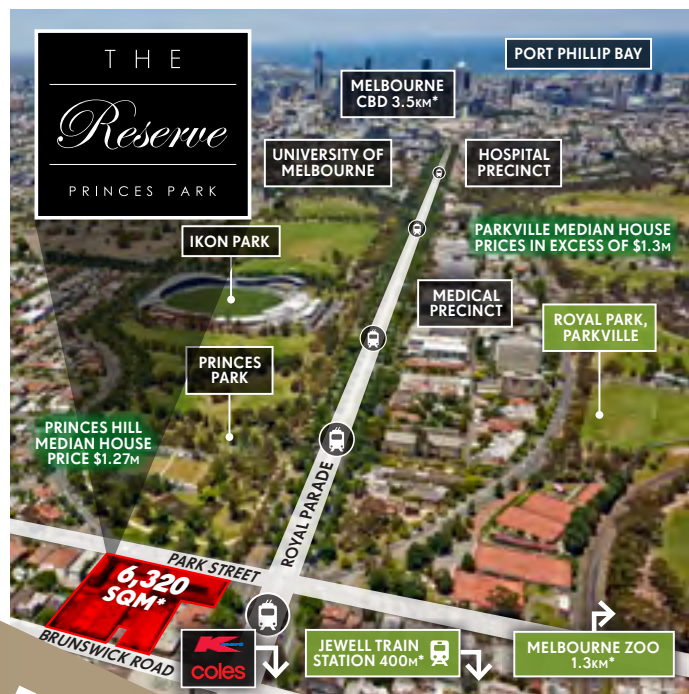 THE
Reserve
PRINCES PARK
PORT PHILLIP BAY
MELBOURNE
CBD 3.5KM*
UNIVERSITY OF
MELBOURNE
HOSPITAL
PRECINCT
IKON PARK
PARKVILLE MEDIAN HOUSE
PRICES IN EXCESS OF $1.3M
MEDICAL
PRECINCT
ROYAL PARK,
PARKVILLE
PRINCES
PARK
PRINCES HILL
MEDIAN HOUSE
PRICE $1.27M
ROYAL PARADE
PARK STREET
6,320
SQM*
BRUNSWICK ROAD
K
coles
JEWELL TRAIN
STATION 400M*
MELBOURNE ZOO
1.3KM*